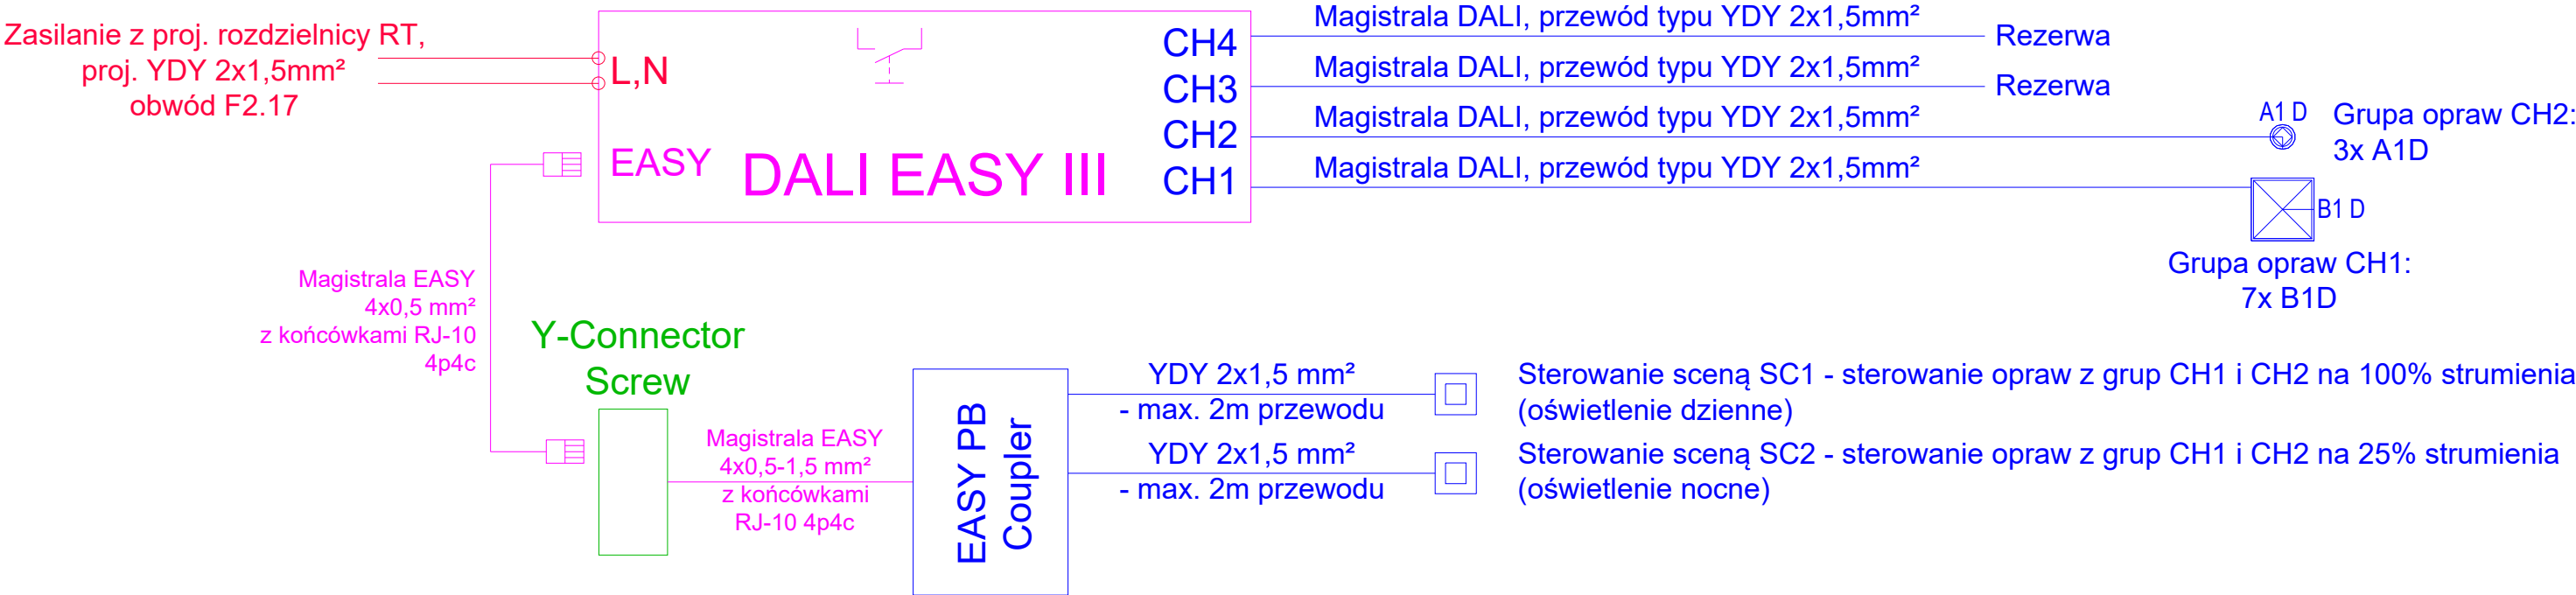 Zasilanie z proj. rozdzielnicy RT,
proj. YDY 2x1,5mm²
obwód F2.17
L,N
EASY
DALI EASY III
CH4
CH3
CH2
CH1
Magistrala DALI, przewód typu YDY 2x1,5mm²
Rezerwa
Magistrala DALI, przewód typu YDY 2x1,5mm²
Rezerwa
Magistrala DALI, przewód typu YDY 2x1,5mm²
A1 D
Grupa opraw CH2:
3x A1D
Magistrala DALI, przewód typu YDY 2x1,5mm²
B1 D
Grupa opraw CH1:
7x B1D
Magistrala EASY
4x0,5 mm²
z końcówkami RJ-10
4p4c
Y-Connector
Screw
Magistrala EASY
4x0,5-1,5 mm²
z końcówkami
RJ-10 4p4c
EASY PB
Coupler
YDY 2x1,5 mm²
- max. 2m przewodu
Sterowanie sceną SC1 - sterowanie opraw z grup CH1 i CH2 na 100% strumienia
(oświetlenie dzienne)
YDY 2x1,5 mm²
- max. 2m przewodu
Sterowanie sceną SC2 - sterowanie opraw z grup CH1 i CH2 na 25% strumienia
(oświetlenie nocne)